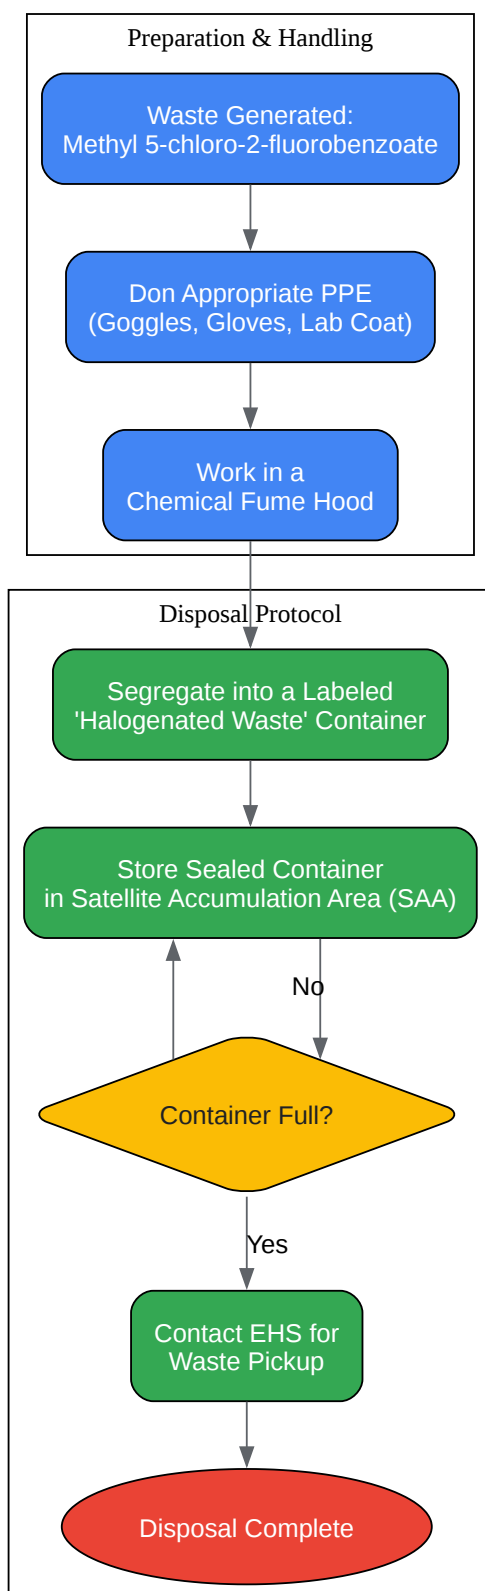 Preparation & Handling
Waste Generated:
Methyl 5-chloro-2-fluorobenzoate
Don Appropriate PPE
(Goggles, Gloves, Lab Coat)
Work in a
Chemical Fume Hood
Disposal Protocol
Segregate into a Labeled
'Halogenated Waste' Container
Store Sealed Container
in Satellite Accumulation Area (SAA)
No
Container Full?
Yes
Contact EHS for
Waste Pickup
Disposal Complete